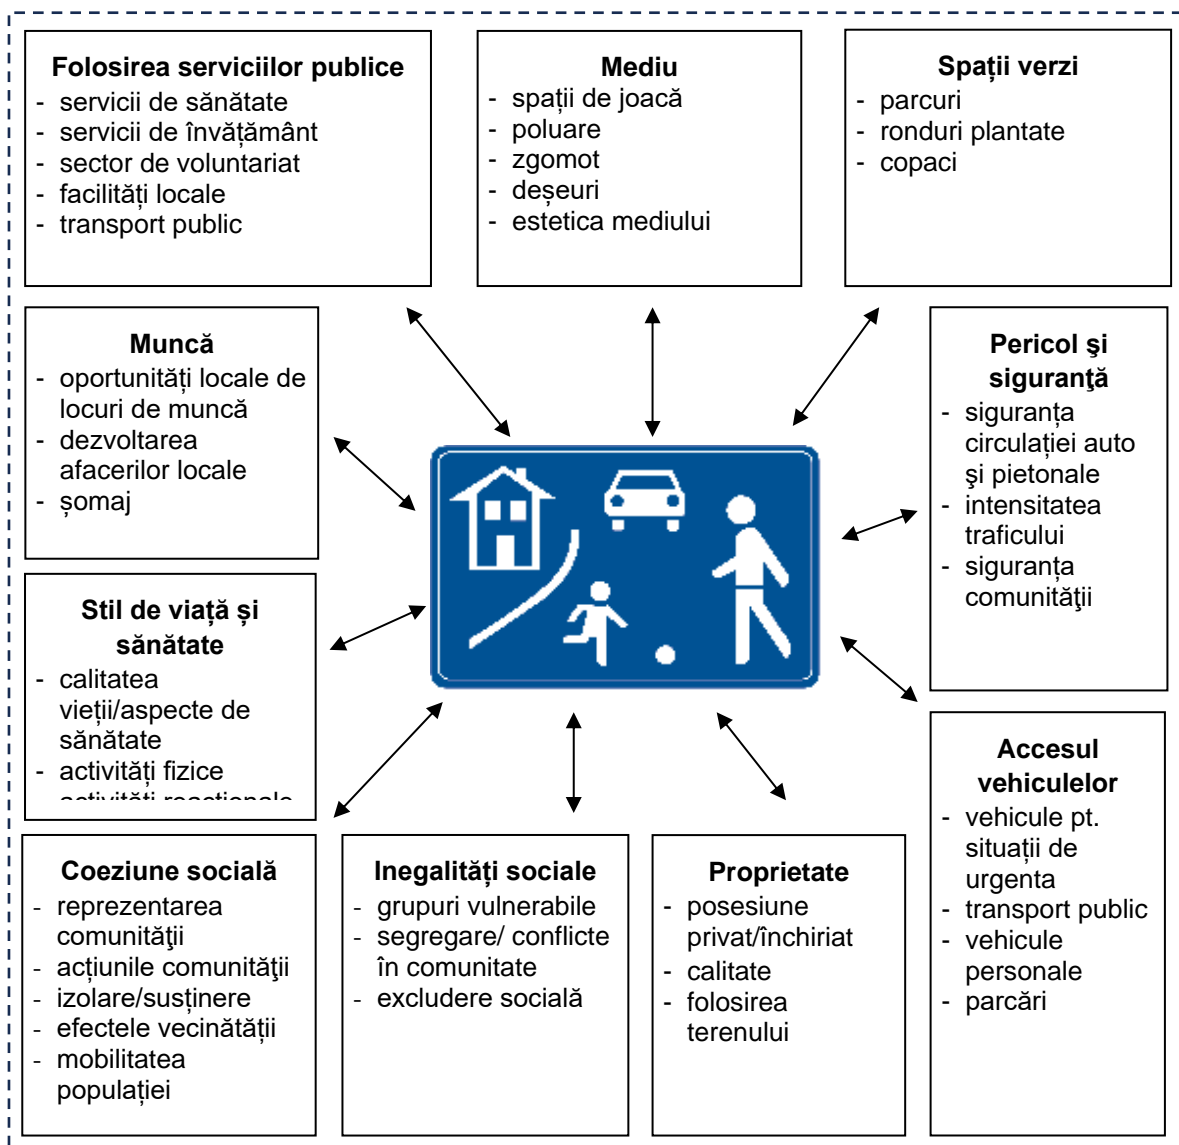 Folosirea serviciilor publice
- servicii de sănătate
- servicii de învățământ
- sector de voluntariat
- facilități locale
- transport public
Mediu
- spații de joacă
- poluare
- zgomot
- deșeuri
- estetica mediului
Spații verzi
- parcuri
- ronduri plantate
- copaci
Muncă
- oportunități locale de
locuri de muncă
- dezvoltarea
afacerilor locale
- șomaj
Pericol şi
siguranţă
- siguranța
circulației auto
şi pietonale
- intensitatea
traficului
- siguranța
comunităţii
Stil de viață și
sănătate
- calitatea
vieții/aspecte de
sănătate
- activități fizice
Accesul
vehiculelor
- vehicule pt.
situații de
urgenta
- transport public
- vehicule
personale
- parcări
Coeziune socială
- reprezentarea
comunităţii
- acțiunile comunităţii
- izolare/susținere
- efectele vecinătății
- mobilitatea
populației
Inegalități sociale
- grupuri vulnerabile
- segregare/ conflicte
în comunitate
- excludere socială
Proprietate
- posesiune
privat/închiriat
- calitate
- folosirea
terenului